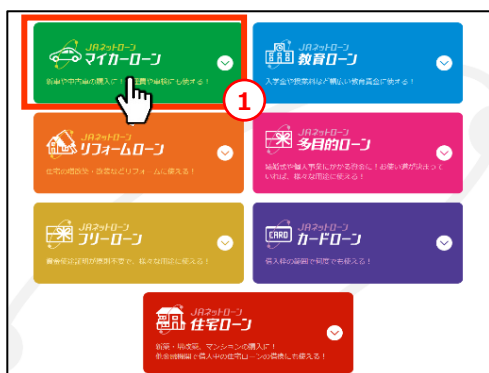 JAネットローン
マイカーローン
新車や中古車の購入に！
や車検にも使える！
1
JAネットローン
教育ローン
入学金や授業料など幅広い教育資金に使える！
JAネットローン
リフォームローン
住宅の増改築・改善などリフォームに使える！
JAネットローン
多目的ローン
結婚式や個人事業にかかる資金に！お使い道が決まって
いれば、様々な用途に使える！
JAネットローン
フリーローン
資金使途証明が原則不要で、様々な用途に使える！
CARD
JAネットローン
カードローン
借入枠の範囲で何度でも使える！
JAネットローン
住宅ローン
新築・増改築、マンションの購入に！
他金融機関で借入中の住宅ローンの借換にも使える！